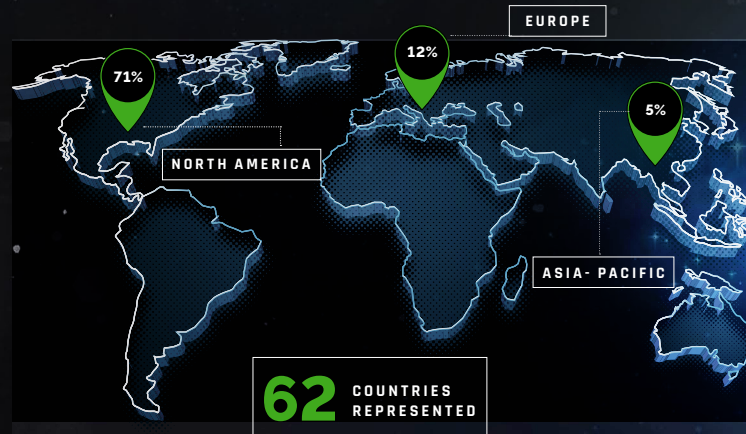 EUROPE
12%
71%
5%
NORTH AMERICA
ASIA- PACIFIC
62
COUNTRIES
REPRESENTED